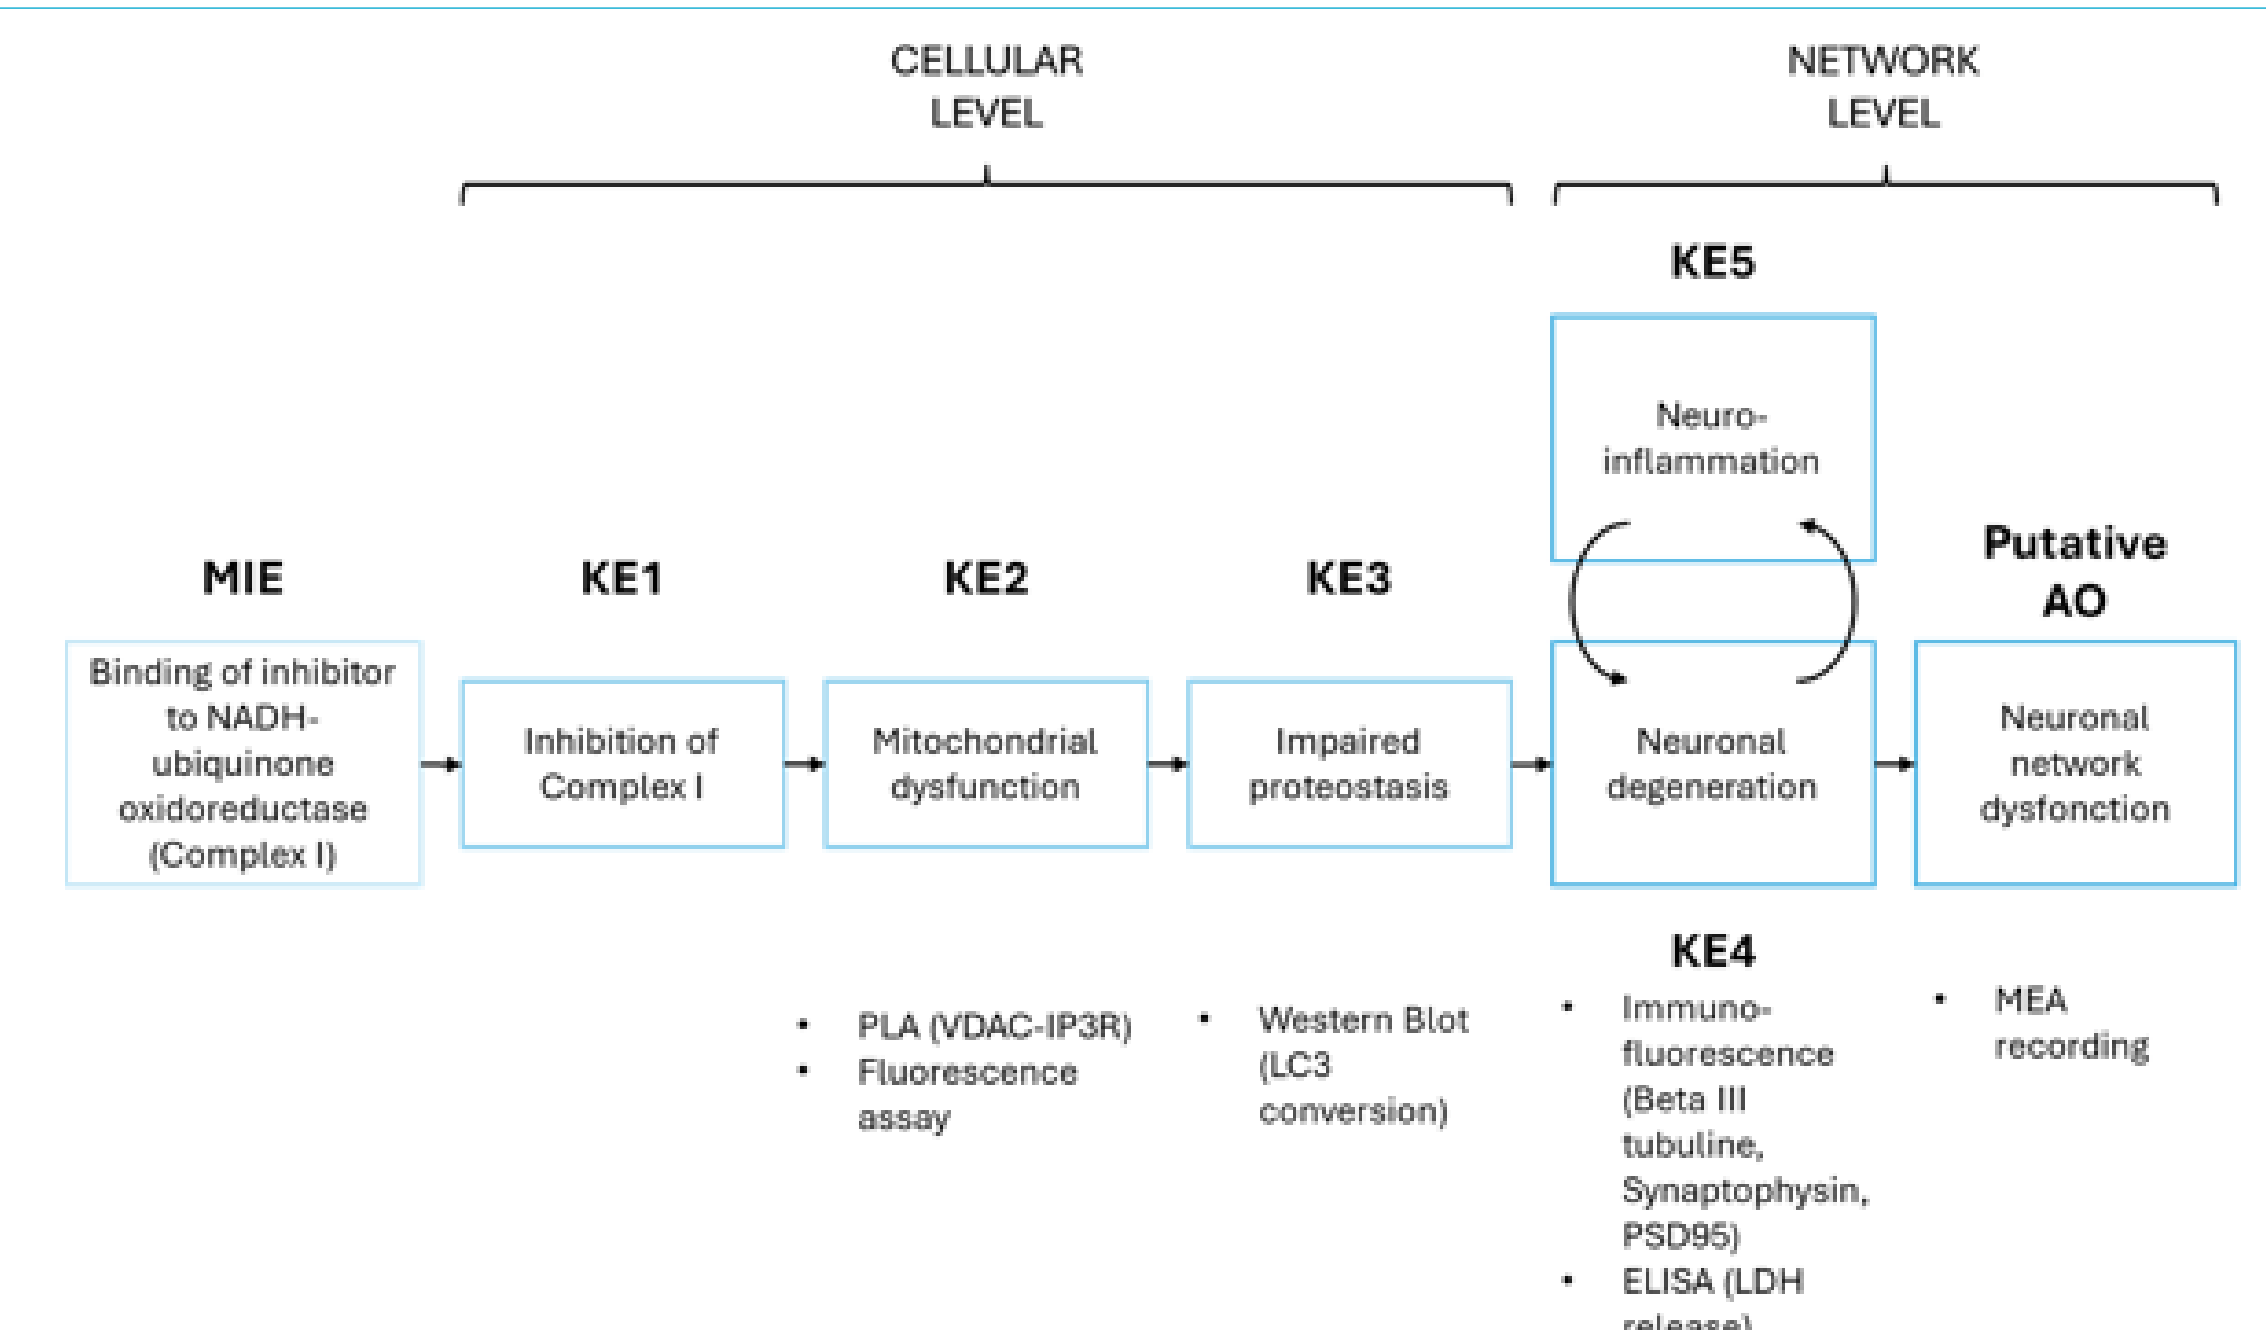 CELLULAR
LEVEL
NETWORK
LEVEL
KE5
Neuro-
inflammation
MIE
KE1
KE2
KE3
Putative
AO
Binding of inhibitor
to NADH-
ubiquinone
oxidoreductase
(Complex I)
Inhibition of
Complex I
Mitochondrial
dysfunction
Impaired
proteostasis
Neuronal
degeneration
Neuronal
network
dysfonction
KE4
• PLA (VDAC-IP3R)
• Fluorescence
assay
• Western Blot
(LC3
conversion)
• Immuno-
fluorescence
(Beta III
tubuline,
Synaptophysin,
PSD95)
• ELISA (LDH
release)
• MEA
recording